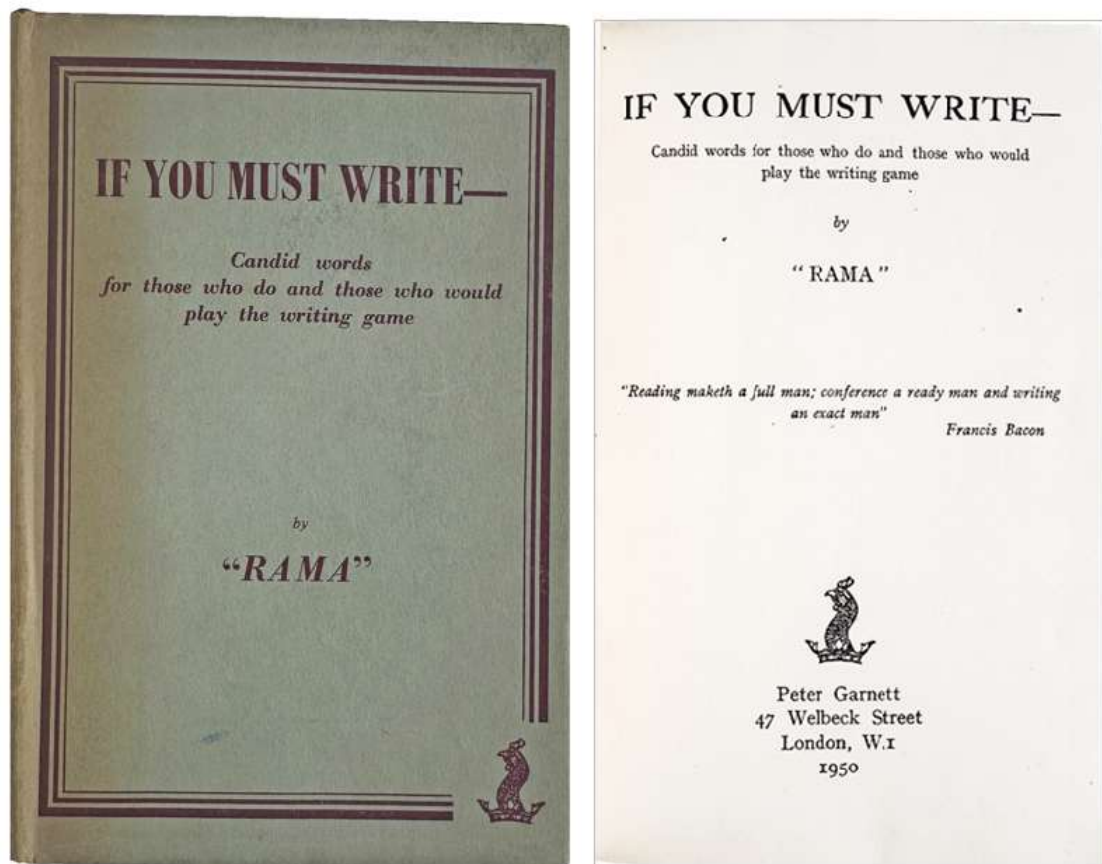 IF YOU MUST WRITE—
Candid words
for those who do and those who would
play the writing game
by
“RAMA”
IF YOU MUST WRITE—
Candid words for those who do and those who would
play the writing game
by
“RAMA”
"Reading maketh a full man; conference a ready man and writing
an exact man"
Francis Bacon
Peter Garnett
47 Welbeck Street
London, W.1
1950